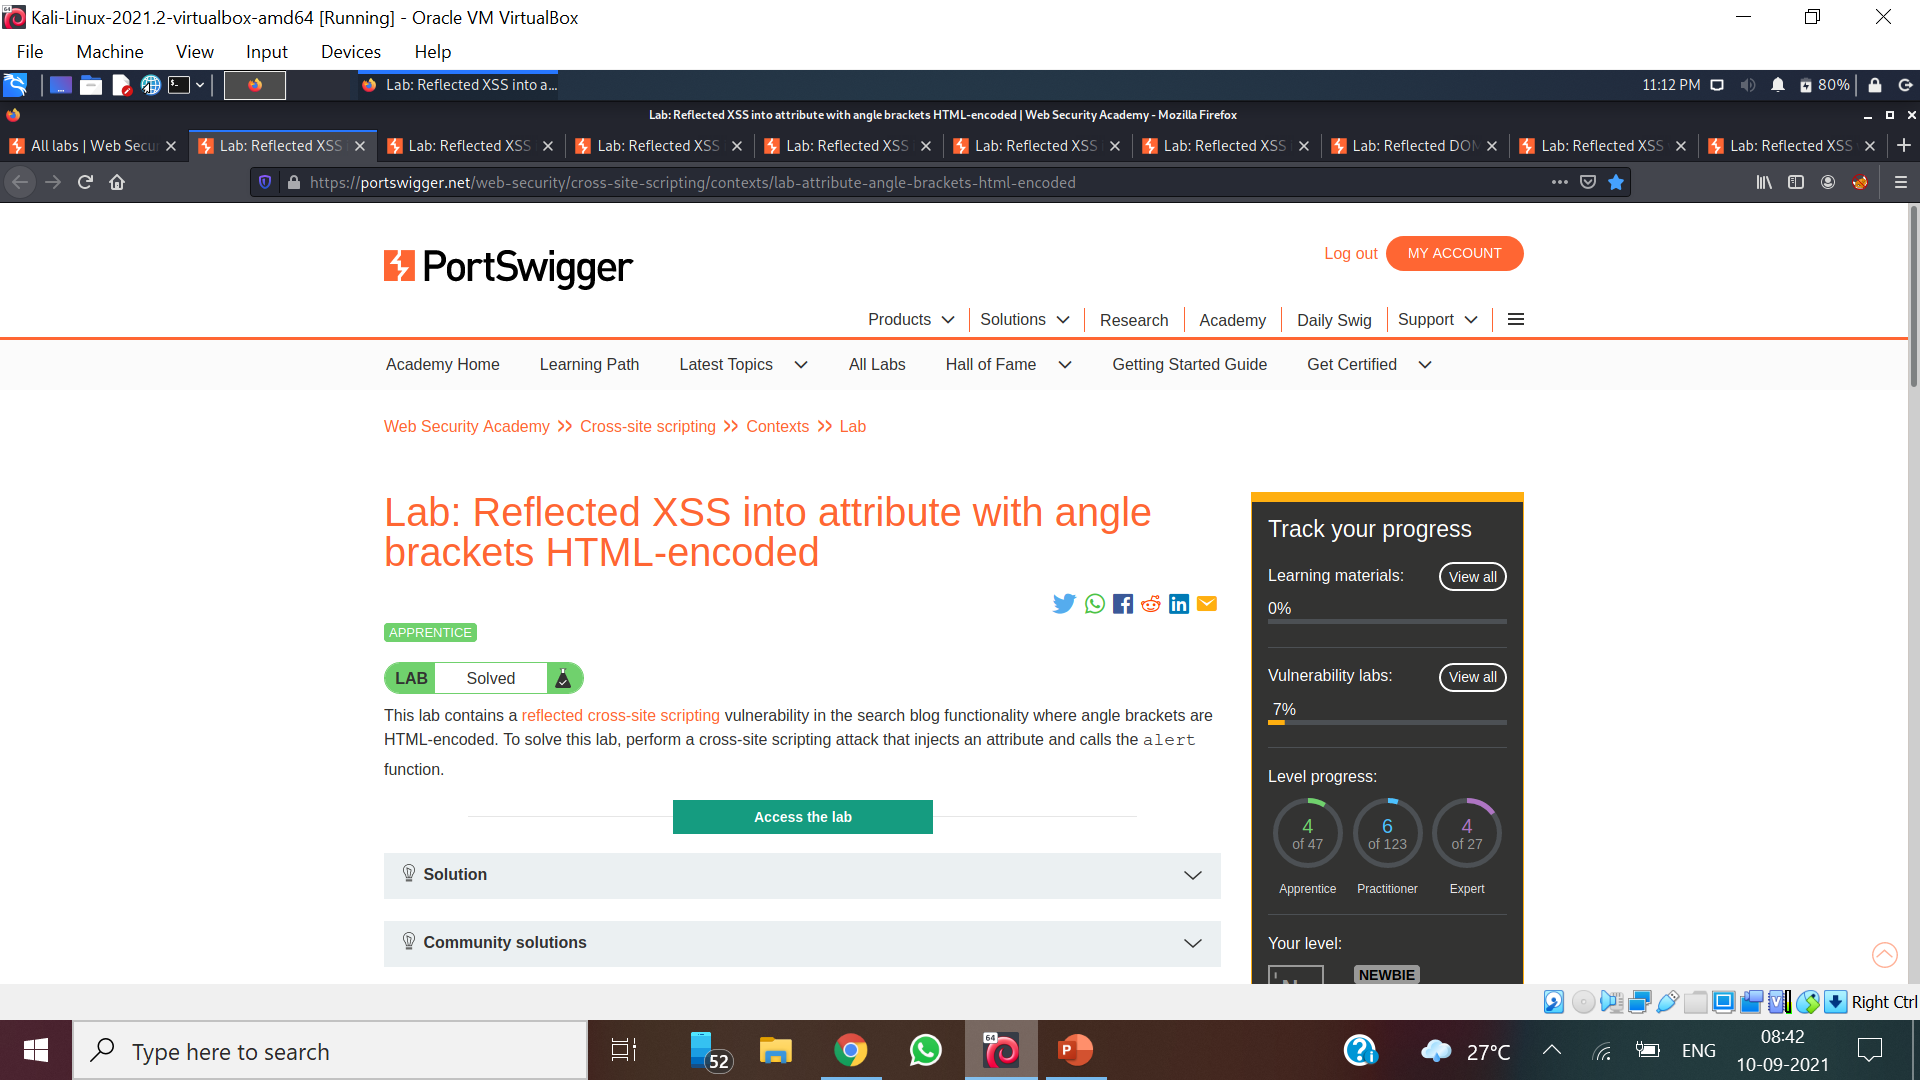 Kali-Linux-2021.2-virtualbox-amd64 [Running] - Oracle VM VirtualBox
File Machine View Input Devices Help
Lab: Reflected XSS into a...
11:12 PM 80%
Lab: Reflected XSS into attribute with angle brackets HTML-encoded | Web Security Academy - Mozilla Firefox
All labs | Web Secu Lab: Reflected XSS Lab: Reflected XSS Lab: Reflected XSS Lab: Reflected XSS Lab: Reflected XSS Lab: Reflected XSS Lab: Reflected DOM Lab: Reflected XSS Lab: Reflected XSS
https://portswigger.net/web-security/cross-site-scripting/contexts/lab-attribute-angle-brackets-html-encoded
PortSwigger
Log out MY ACCOUNT
Products Solutions Research Academy Daily Swig Support
Academy Home Learning Path Latest Topics All Labs Hall of Fame Getting Started Guide Get Certified
Web Security Academy >> Cross-site scripting >> Contexts >> Lab
Lab: Reflected XSS into attribute with angle
brackets HTML-encoded
APPRENTICE
LAB Solved
This lab contains a reflected cross-site scripting vulnerability in the search blog functionality where angle brackets are
HTML-encoded. To solve this lab, perform a cross-site scripting attack that injects an attribute and calls the alert
function.
Access the lab
Solution
Community solutions
Track your progress
Learning materials: View all
0%
Vulnerability labs: View all
7%
Level progress:
4 6 4
of 47 of 123 of 27
Apprentice Practitioner Expert
Your level:
NEWBIE
Right Ctrl
Type here to search
64
52
27°C
ENG
08:42
10-09-2021